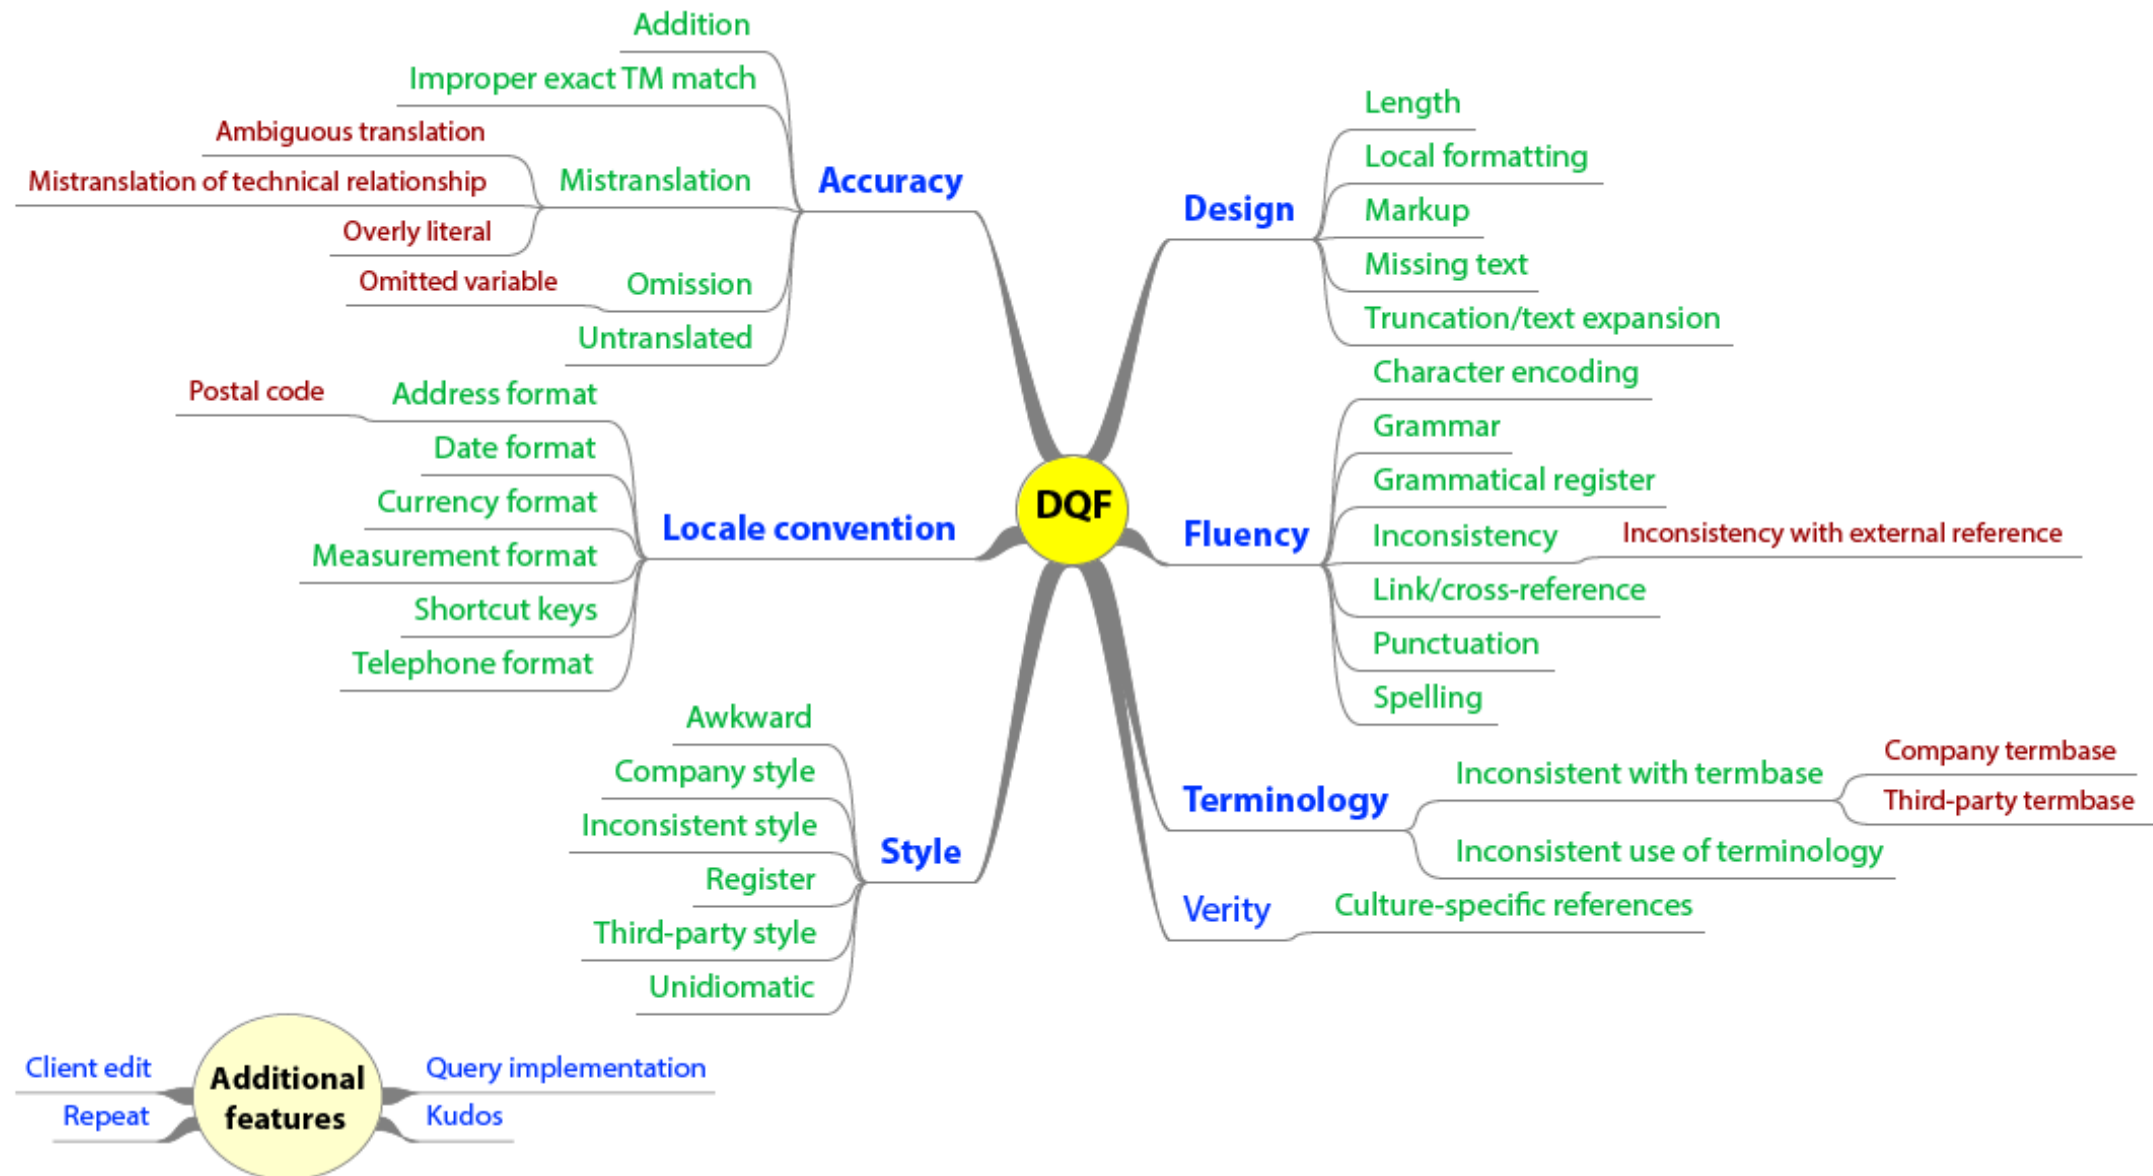 Addition
Improper exact TM match
Ambiguous translation
Mistranslation of technical relationship
Overly literal
Mistranslation
Omitted variable
Omission
Untranslated
Accuracy
Postal code
Address format
Date format
Currency format
Measurement format
Shortcut keys
Telephone format
Locale convention
Awkward
Company style
Inconsistent style
Register
Third-party style
Unidiomatic
Style
DQF
Design
Length
Local formatting
Markup
Missing text
Truncation/text expansion
Fluency
Character encoding
Grammar
Grammatical register
Inconsistency
Inconsistency with external reference
Link/cross-reference
Punctuation
Spelling
Terminology
Inconsistent with termbase
Company termbase
Third-party termbase
Inconsistent use of terminology
Verity
Culture-specific references
Client edit
Repeat
Additional
features
Query implementation
Kudos